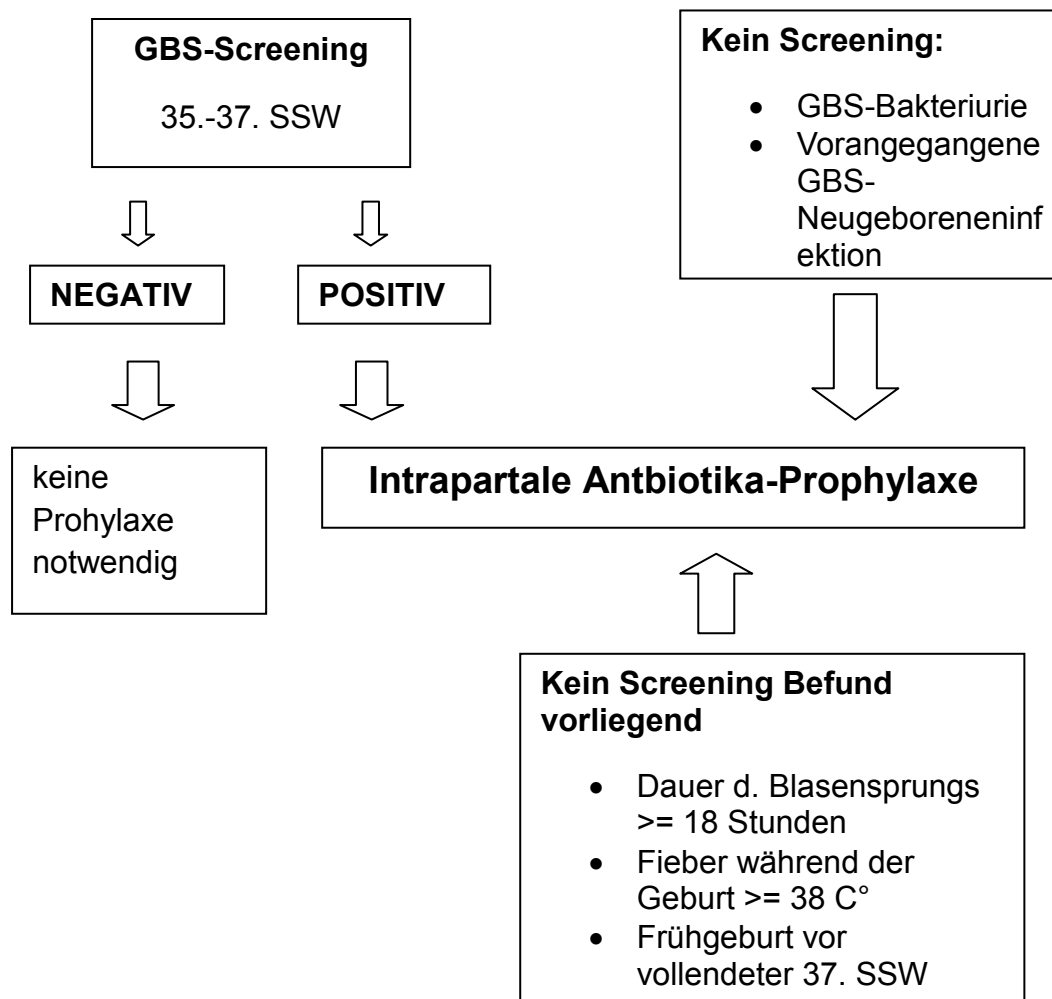 GBS-Screening
35.-37. SSW
Kein Screening:
• GBS-Bakteriurie
• Vorangegangene
GBS-
Neugeboreneninf
ektion
NEGATIV
POSITIV
keine
Prohylaxe
notwendig
Intrapartale Antbiotika-Prophylaxe
Kein Screening Befund
vorliegend
• Dauer d. Blasensprungs
>= 18 Stunden
• Fieber während der
Geburt >= 38 C°
• Frühgeburt vor
vollendeter 37. SSW